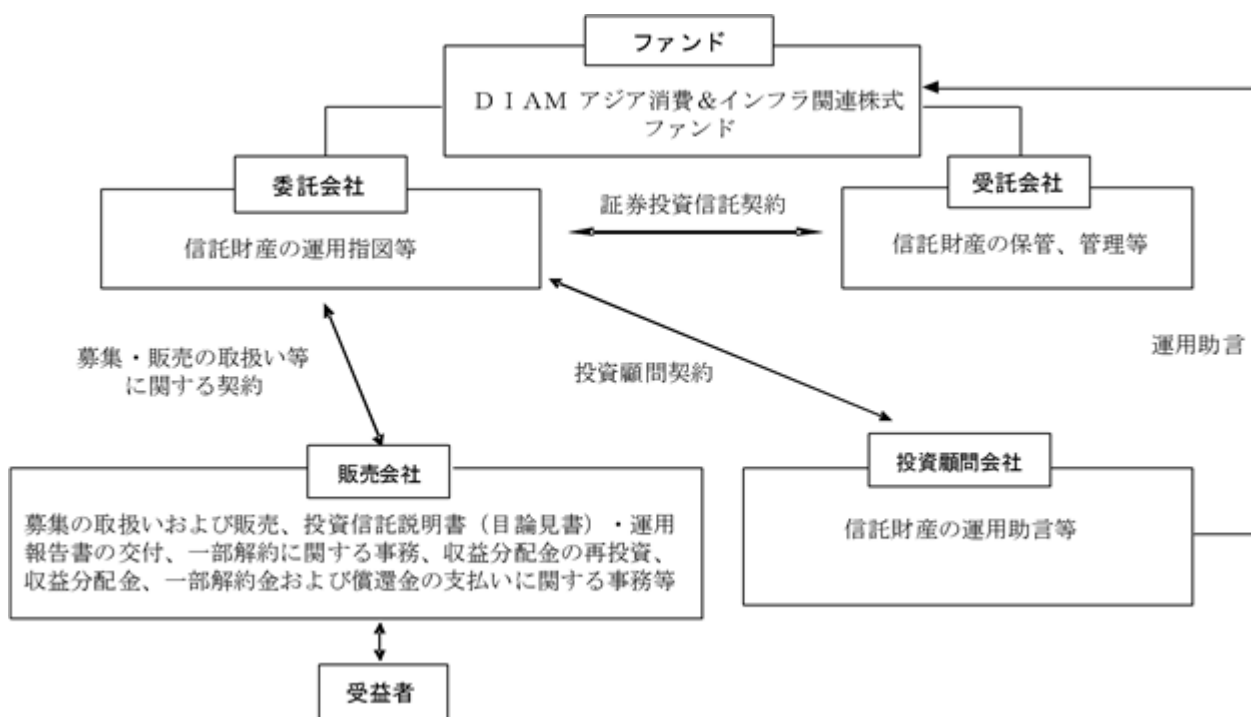 ファンド
ＤＩＡＭ アジア消費＆インフラ関連株式
ファンド
委託会社
信託財産の運用指図等
証券投資信託契約
受託会社
信託財産の保管、管理等
募集・販売の取扱い等
に関する契約
投資顧問契約
運用助言
販売会社
募集の取扱いおよび販売、投資信託説明書（目論見書）・運用
報告書の交付、一部解約に関する事務、収益分配金の再投資、
収益分配金、一部解約金および償還金の支払いに関する事務等
投資顧問会社
信託財産の運用助言等
受益者